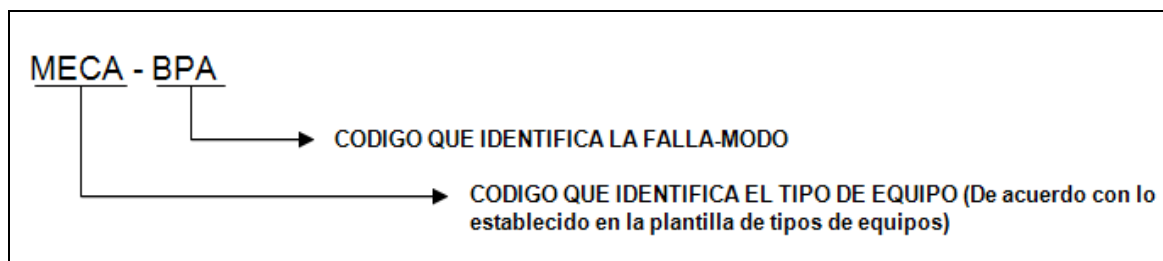 MECA - BPA
CODIGO QUE IDENTIFICA LA FALLA-MODO
CODIGO QUE IDENTIFICA EL TIPO DE EQUIPO (De acuerdo con lo
establecido en la plantilla de tipos de equipos)